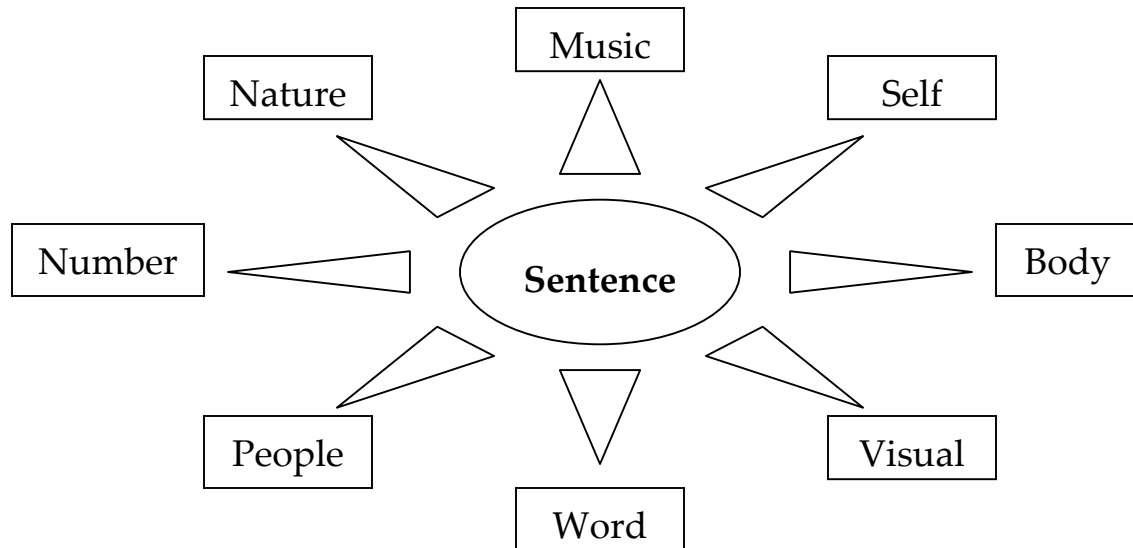 Music
Nature
Self
Number
Sentence
Body
People
Visual
Word